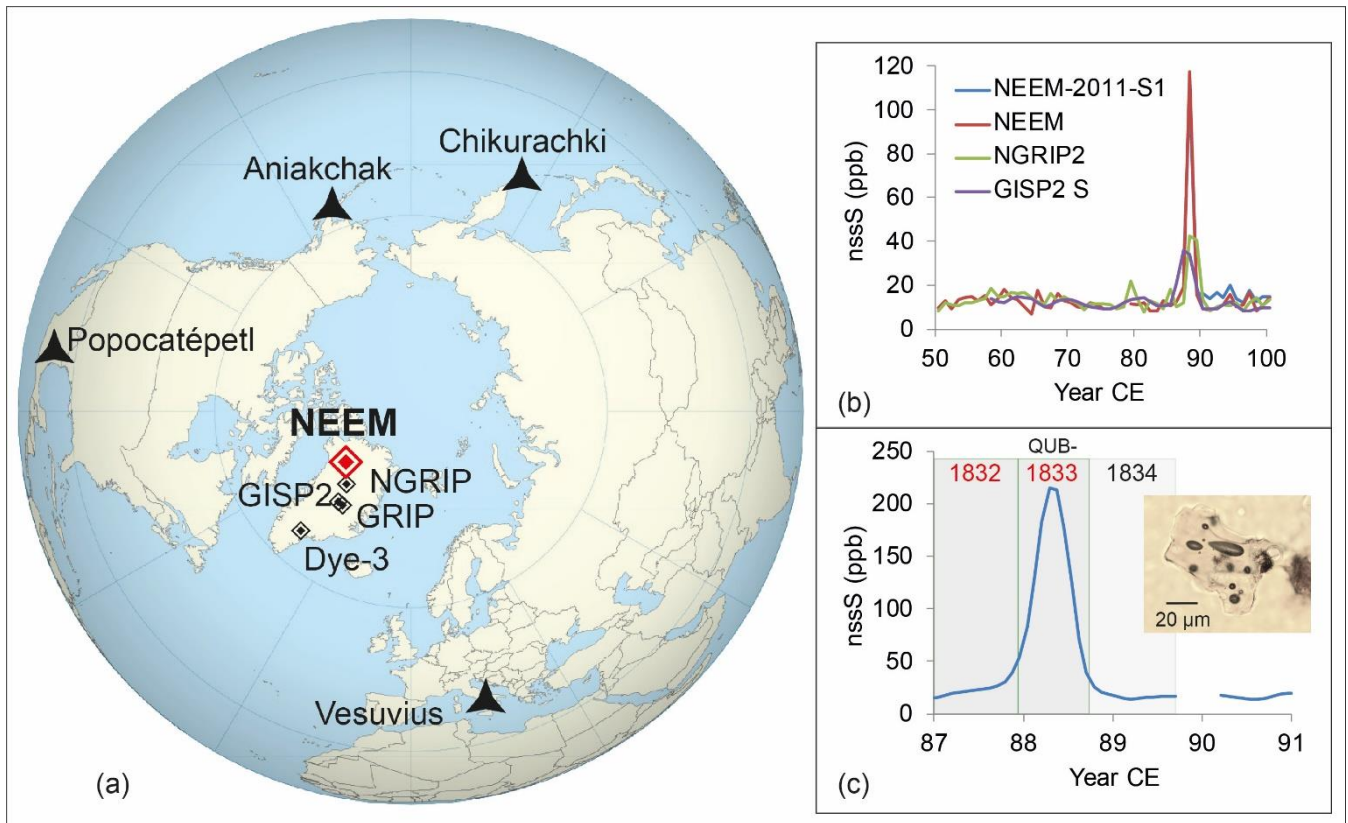 Chikurachki
Aniakchak
Popocatépetl
NEEM
NGRIP
GISP2
GRIP
Dye-3
Vesuvius
(a)
120
100
80
60
40
20
0
nssS (ppb)
NEEM-2011-S1
NEEM
NGRIP2
GISP2 S
50 60 70 80 90 100
Year CE
(b)
QUB-
1832 1833 1834
250
200
150
100
50
0
nssS (ppb)
20 µm
87 88 89 90 91
Year CE
(c)